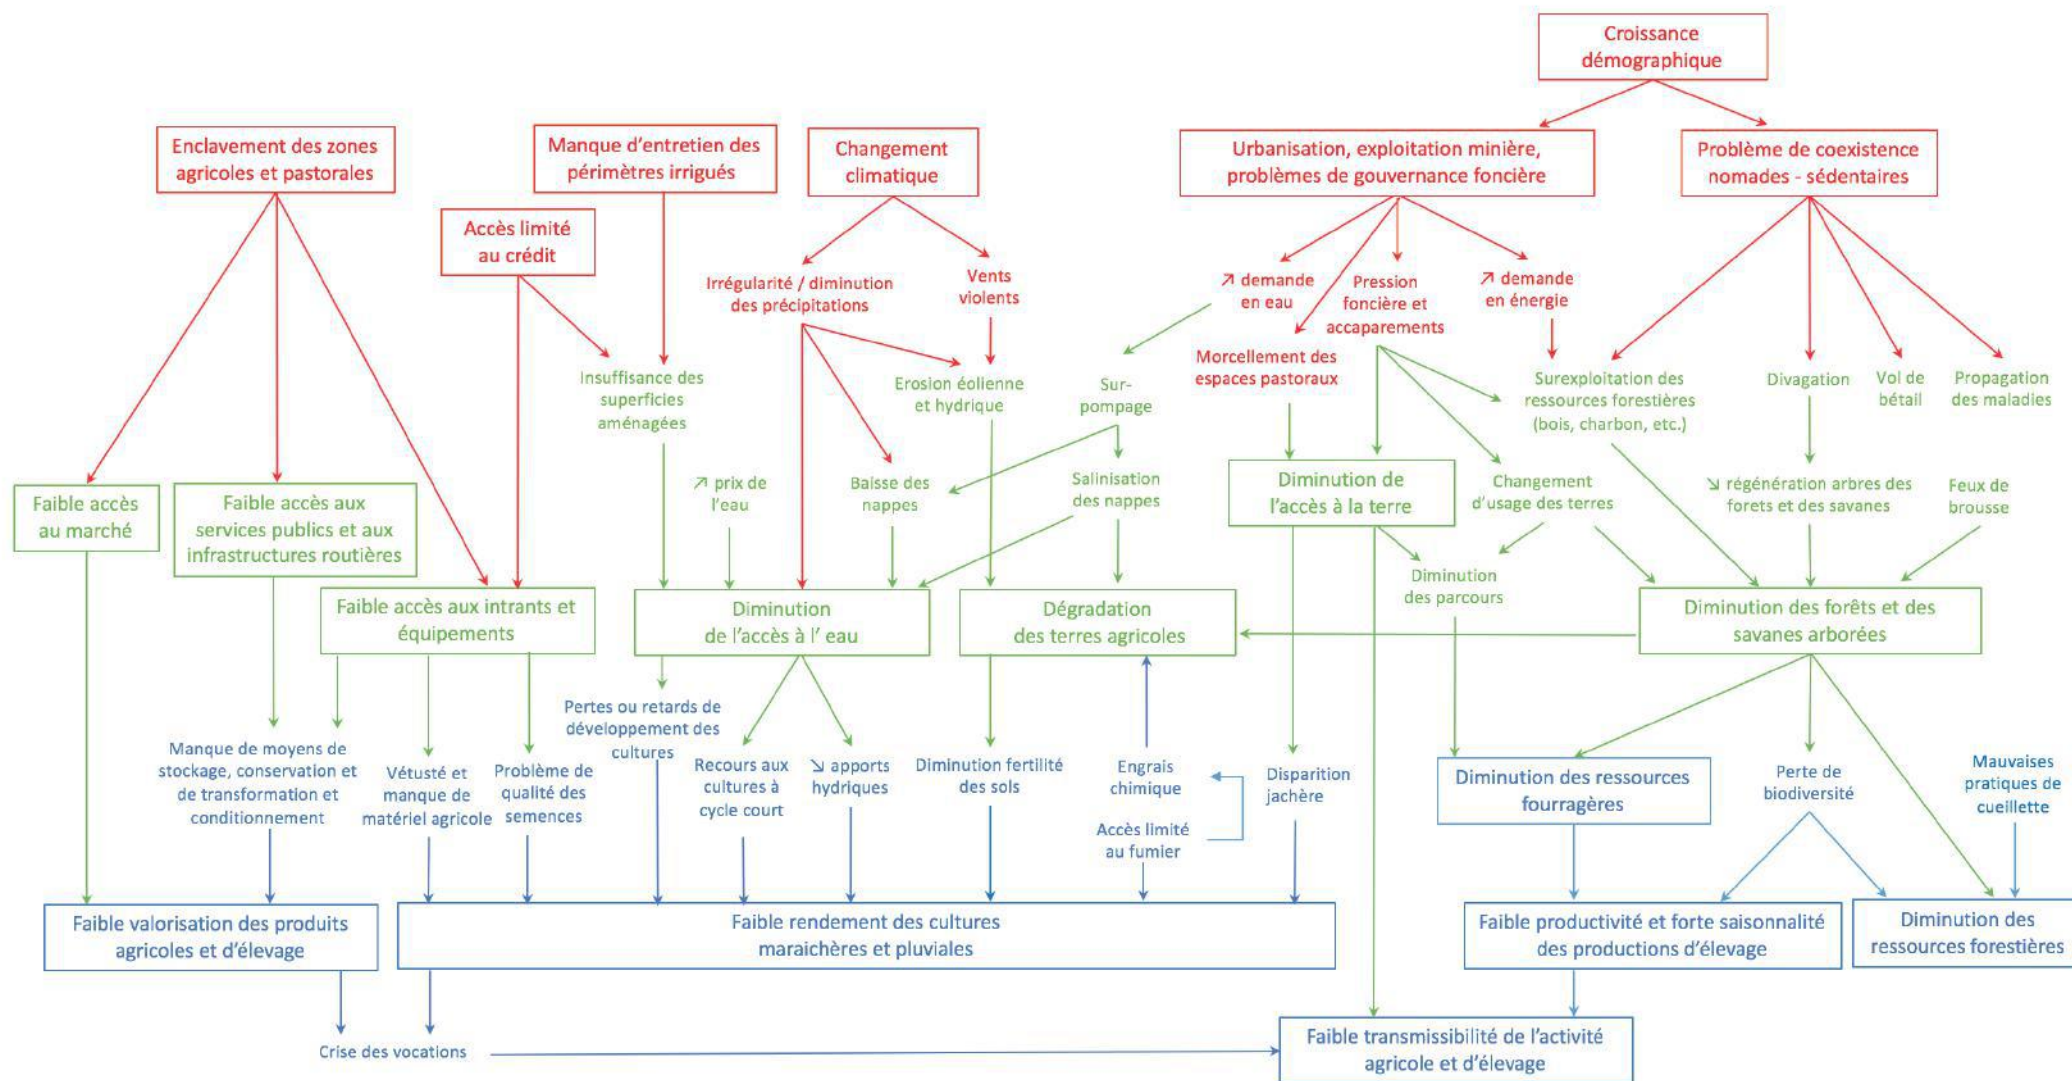 Croissance
démographique
Enclavement des zones
agricoles et pastorales
Manque d'entretien des
périmètres irrigués
Changement
climatique
Urbanisation, exploitation minière,
problèmes de gouvernance foncière
Problème de coexistence
nomades - sédentaires
Accès limité
au crédit
Irrégularité / diminution
des précipitations
Vents
violents
↗ demande
en eau
Pression
foncière et
accaparements
↗ demande
en énergie
Morcellement des
espaces pastoraux
Insuffisance des
superficies
aménagées
Erosion éolienne
et hydrique
Sur-
pompage
Surexploitation des
ressources forestières
(bois, charbon, etc.)
Divagation
Vol de
bétail
Propagation
des maladies
Faible accès
au marché
Faible accès aux
services publics et aux
infrastructures routières
↗ prix de
l'eau
Baisse des
nappes
Salinisation
des nappes
Diminution de
l'accès à la terre
Changement
d'usage des terres
↘ régénération arbres des
forets et des savanes
Feux de
brousse
Diminution
des parcours
Faible accès aux intrants et
équipements
Diminution
de l'accès à l' eau
Dégradation
des terres agricoles
Diminution des forêts et des
savanes arborées
Manque de moyens de
stockage, conservation et
de transformation et
conditionnement
Vétusté et
manque de
matériel agricole
Problème de
qualité des
semences
Pertes ou retards de
développement des
cultures
Recours aux
cultures à
cycle court
↘ apports
hydriques
Diminution fertilité
des sols
Engrais
chimique
Accès limité
au fumier
Disparition
jachère
Diminution des ressources
fourragères
Perte de
biodiversité
Mauvaises
pratiques de
cueillette
Faible valorisation des produits
agricoles et d'élevage
Faible rendement des cultures
maraichères et pluviales
Faible productivité et forte saisonnalité
des productions d'élevage
Diminution des
ressources forestières
Crise des vocations
Faible transmissibilité de l'activité
agricole et d'élevage